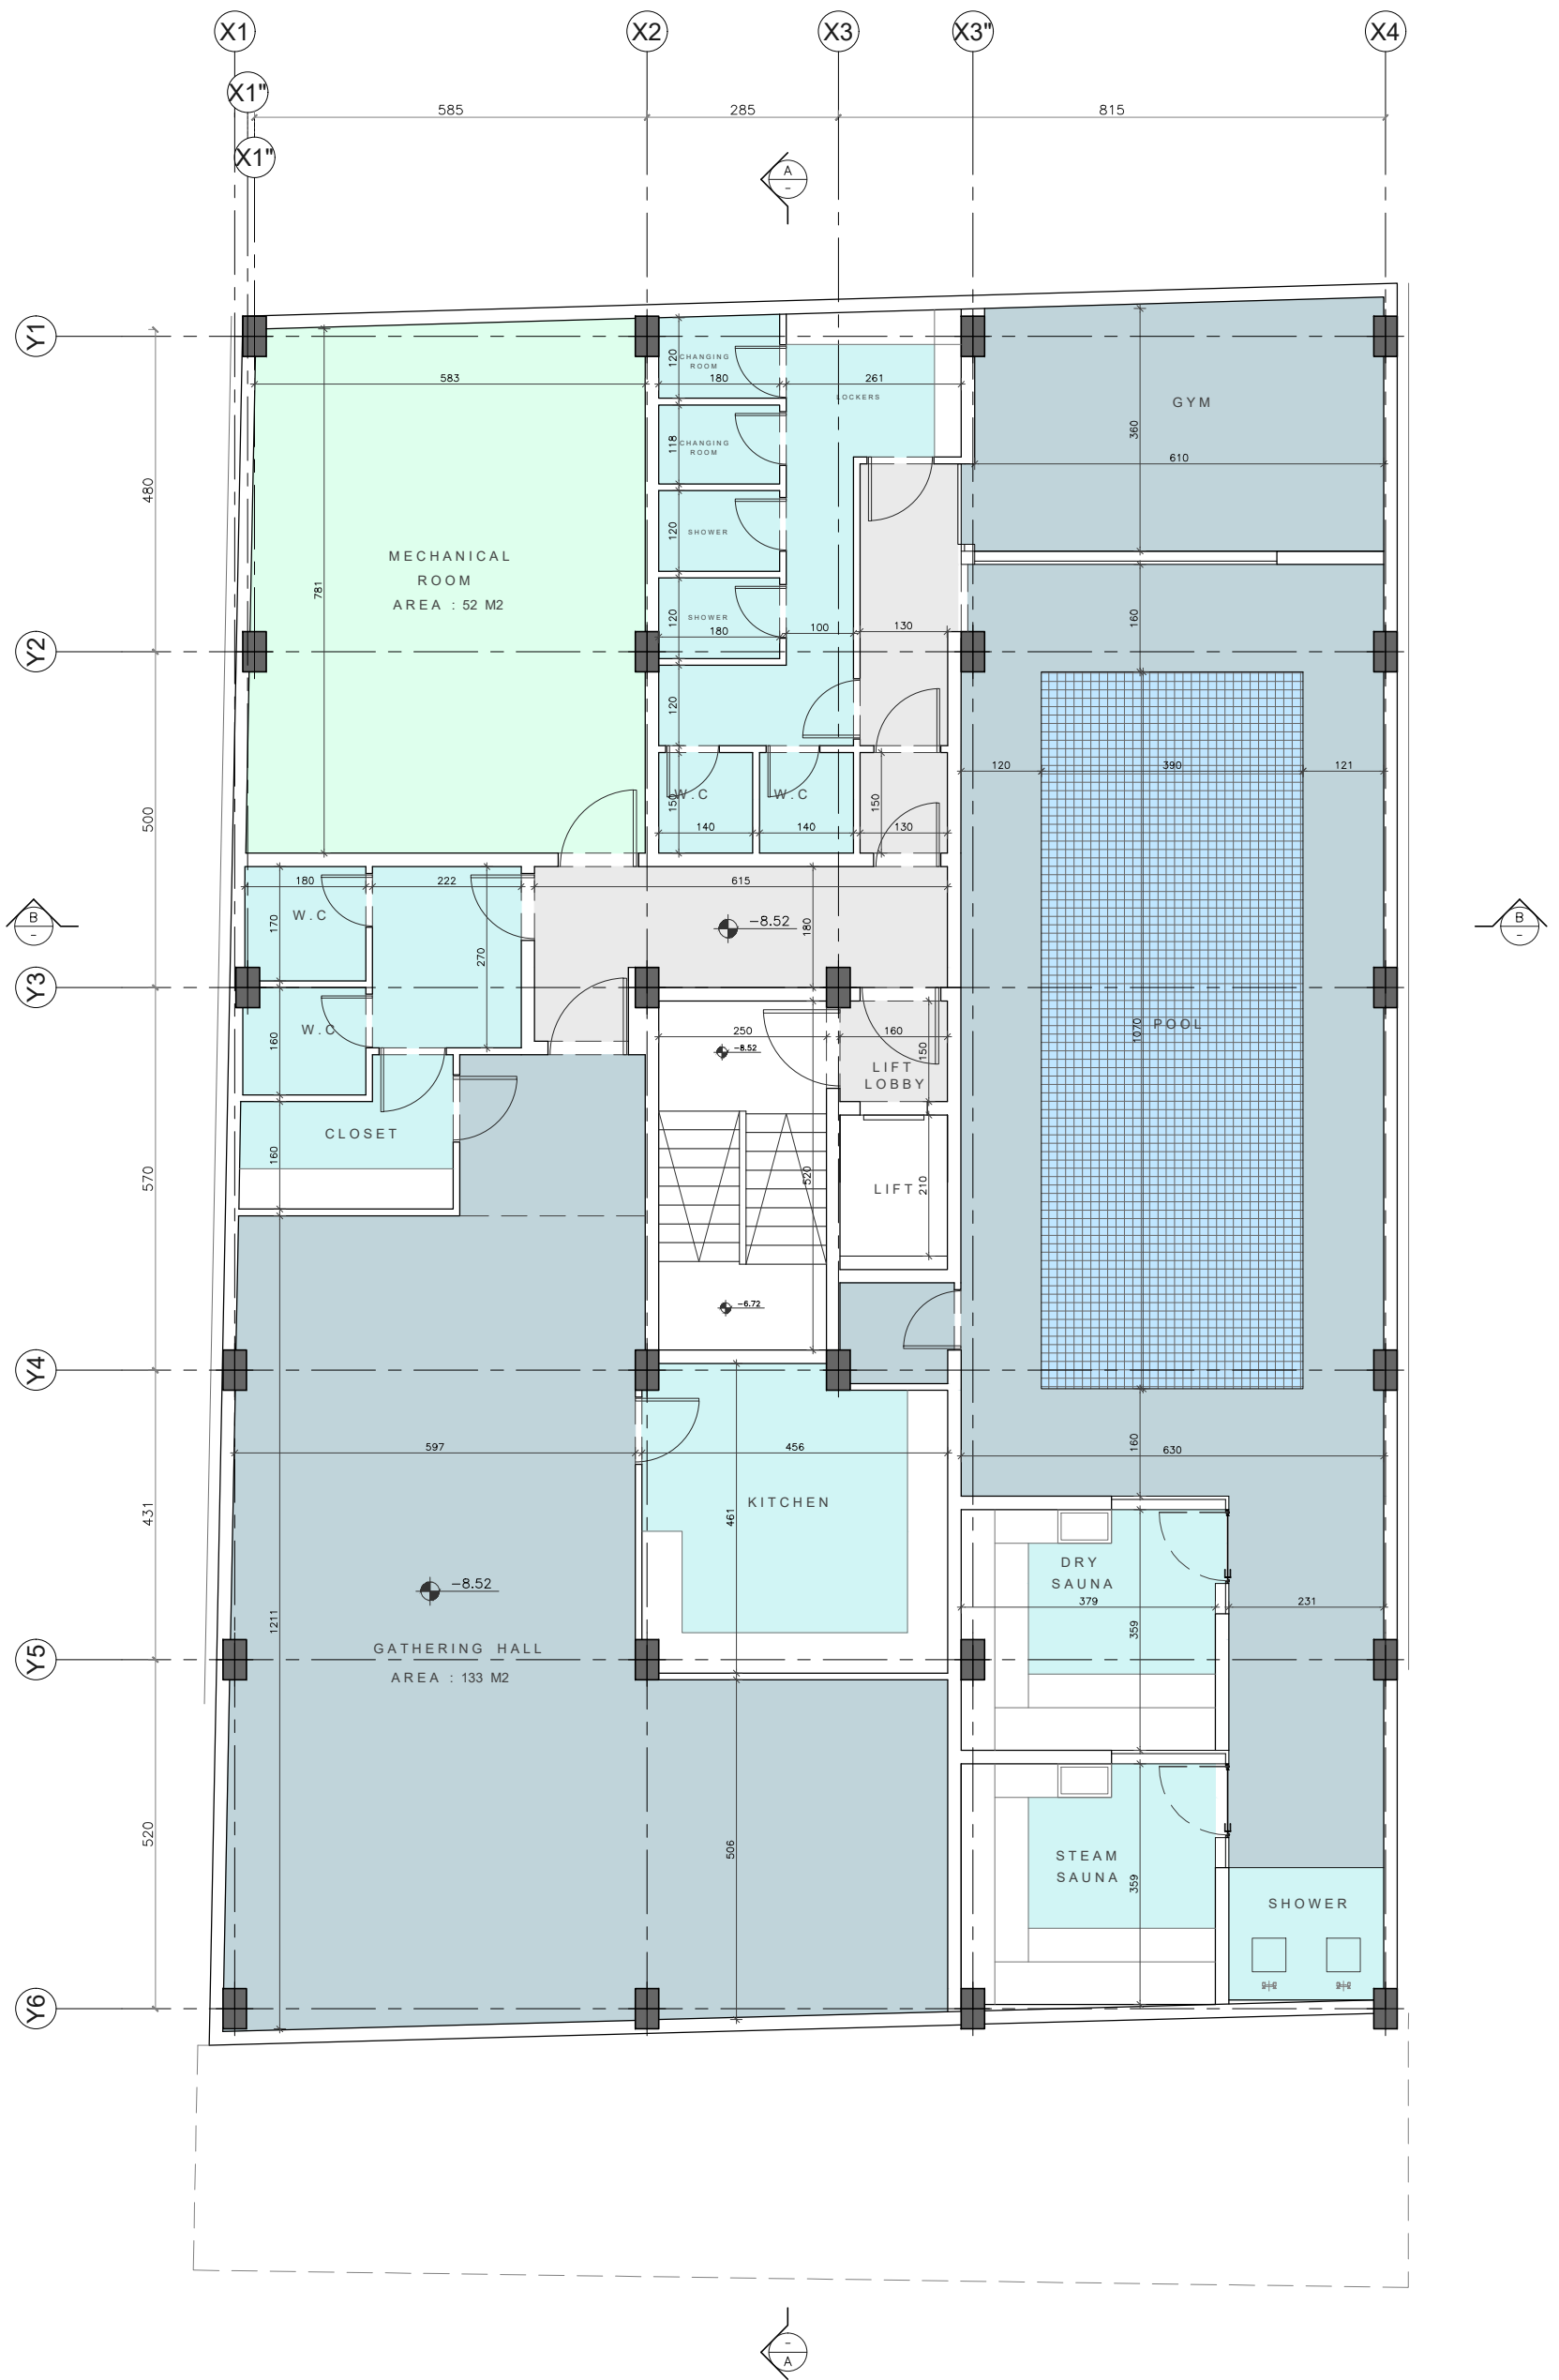 X1
X2
X3
X3"
X4
X1"
X1"
585
285
815
A
-
Y1
Y2
Y3
Y4
Y5
Y6
480
500
570
431
520
583
781
MECHANICAL
ROOM
AREA : 52 M2
120
CHANGING
ROOM
180
261
LOCKERS
118
CHANGING
ROOM
120
SHOWER
120
SHOWER
180
100
130
120
GYM
360
610
160
120
390
121
150
W.C
W.C
150
140
140
130
180
222
615
W.C
170
270
-8.52
180
B
-
B
-
W.C
160
250
160
-8.52
150
LIFT
LOBBY
POOL
1070
CLOSET
160
520
LIFT
210
-6.72
597
456
160
630
KITCHEN
461
DRY
SAUNA
379
231
359
-8.52
1211
GATHERING HALL
AREA : 133 M2
506
STEAM
SAUNA
359
SHOWER
-
A